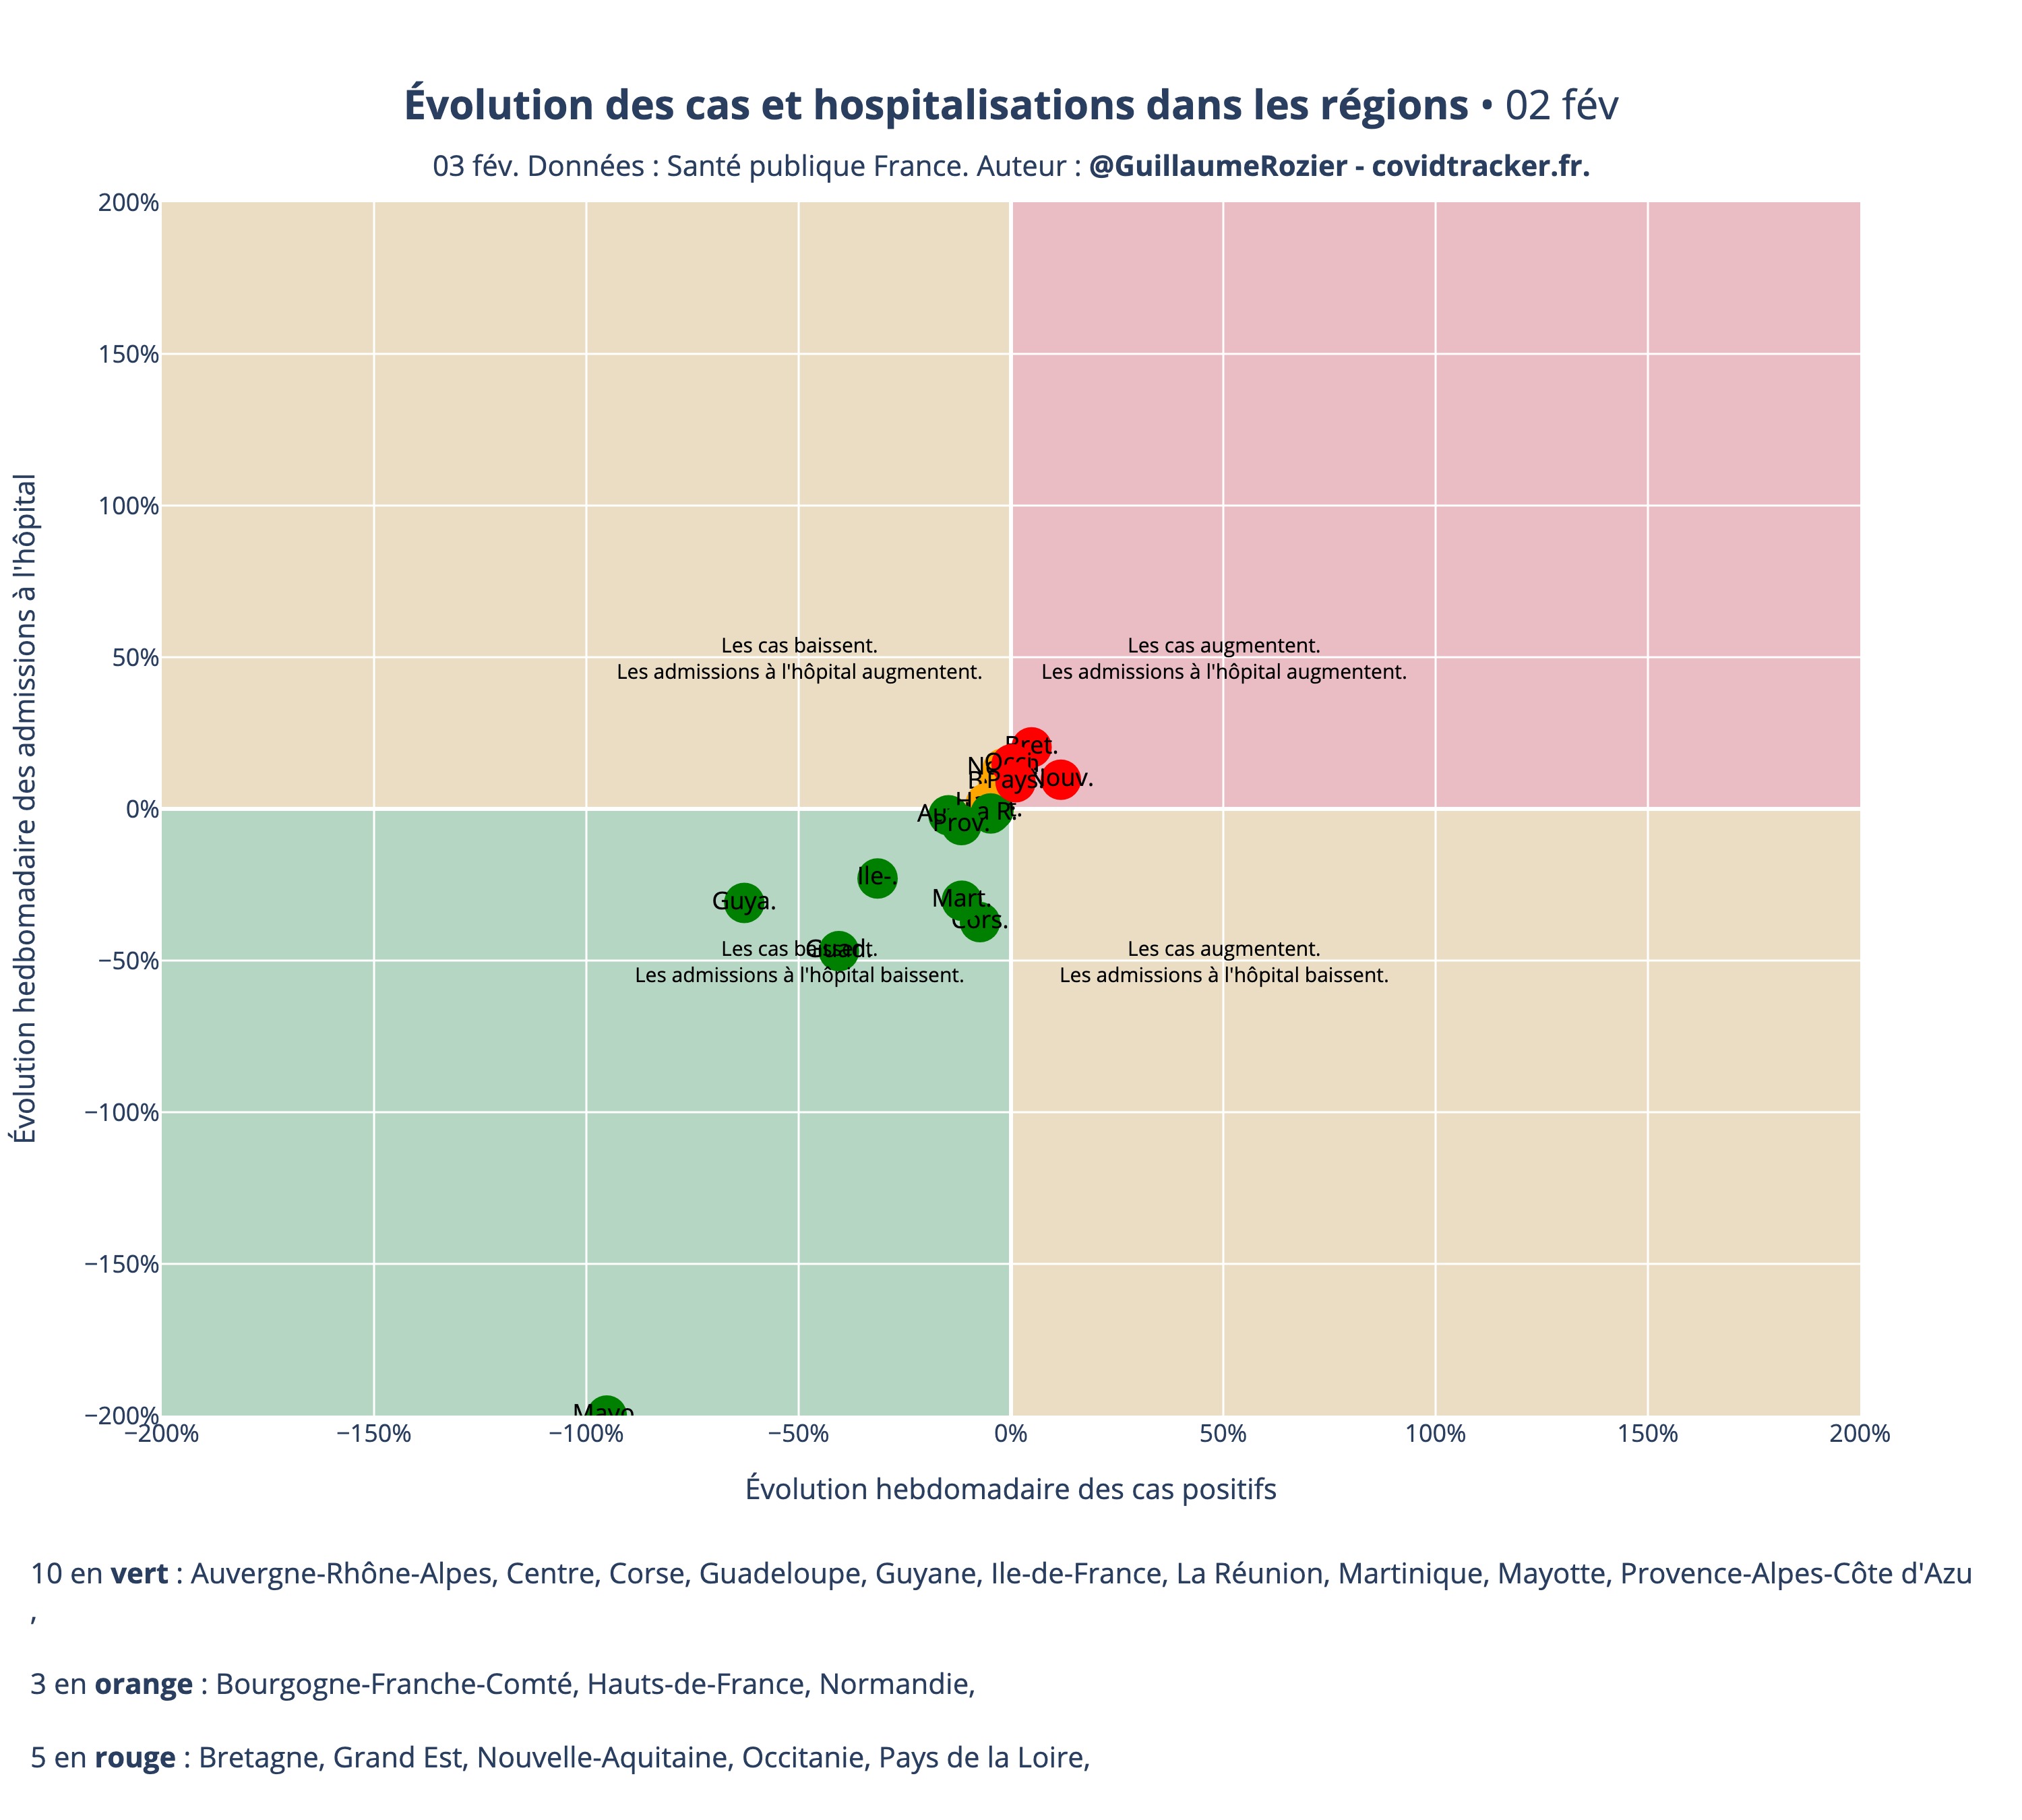 Évolution des cas et hospitalisations dans les régions • 02 fév
03 fév. Données : Santé publique France. Auteur : @GuillaumeRozier - covidtracker.fr.
Évolution hedbomadaire des admissions à l'hôpital
200%
150%
100%
50%
0%
−50%
−100%
−150%
−200%
Les cas baissent.
Les admissions à l'hôpital augmentent.
Les cas augmentent.
Les admissions à l'hôpital augmentent.
Bret.
Occi.
Pays.
Nouv.
Prov.
Ile-.
Guya.
Mart.
Cors.
Guad.
Les cas baissent.
Les admissions à l'hôpital baissent.
Les cas augmentent.
Les admissions à l'hôpital baissent.
Mayo.
−200%
−150%
−100%
−50%
0%
50%
100%
150%
200%
Évolution hebdomadaire des cas positifs
10 en vert : Auvergne-Rhône-Alpes, Centre, Corse, Guadeloupe, Guyane, Ile-de-France, La Réunion, Martinique, Mayotte, Provence-Alpes-Côte d'Azu
,
3 en orange : Bourgogne-Franche-Comté, Hauts-de-France, Normandie,
5 en rouge : Bretagne, Grand Est, Nouvelle-Aquitaine, Occitanie, Pays de la Loire,